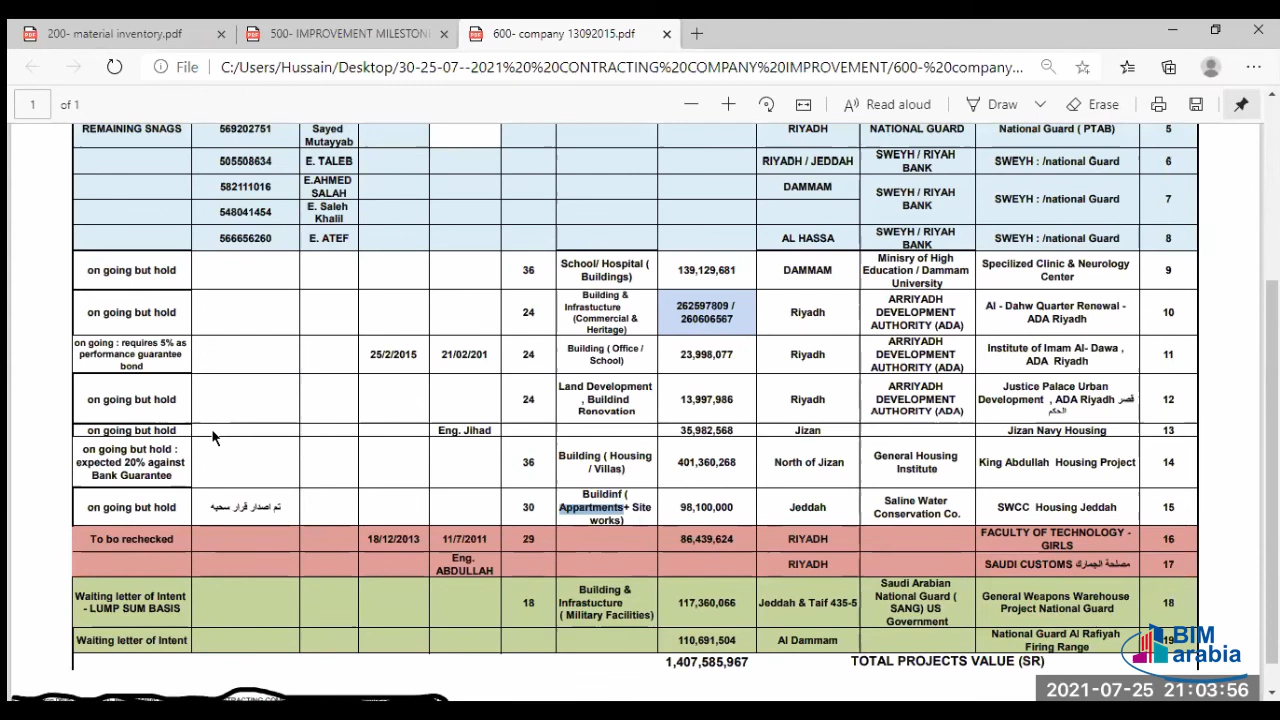 200- material inventory.pdf
500- IMPROVEMENT MILESTON
600- company 13092015.pdf
File
C:/Users/Hussain/Desktop/30-25-07--2021%20%20CONTRACTING%20COMPANY%20IMPROVEMENT/600-%20company...
1 of 1
Read aloud
Draw
Erase
REMAINING SNAGS 569202751 Sayed Mutayyab RIYADH NATIONAL GUARD National Guard ( PTAB) 5
505508634 E. TALEB RIYADH / JEDDAH SWEYH / RIYAH BANK SWEYH : /national Guard 6
582111016 E.AHMED SALAH DAMMAM SWEYH / RIYAH BANK SWEYH : /national Guard 7
548041454 E. Saleh Khalil
566656260 E. ATEF AL HASSA SWEYH / RIYAH BANK SWEYH : /national Guard 8
on going but hold 36 School/ Hospital ( Buildings) 139,129,681 DAMMAM Minisry of High Education / Dammam University Specilized Clinic & Neurology Center 9
on going but hold 24 Building & Infrastucture (Commercial & Heritage) 262597809 / 260606567 Riyadh ARRIYADH DEVELOPMENT AUTHORITY (ADA) Al - Dahw Quarter Renewal - ADA Riyadh 10
on going : requires 5% as performance guarantee bond 25/2/2015 21/02/201 24 Building ( Office / School) 23,998,077 Riyadh ARRIYADH DEVELOPMENT AUTHORITY (ADA) Institute of Imam Al- Dawa , ADA Riyadh 11
on going but hold 24 Land Development , Buildind Renovation 13,997,986 Riyadh ARRIYADH DEVELOPMENT AUTHORITY (ADA) Justice Palace Urban Development , ADA Riyadh قصر الحكم 12
on going but hold Eng. Jihad 35,982,568 Jizan Jizan Navy Housing 13
on going but hold : expected 20% against Bank Guarantee 36 Building ( Housing / Villas) 401,360,268 North of Jizan General Housing Institute King Abdullah Housing Project 14
on going but hold تم اصدار قرار سحبه 30 Buildinf ( Appartments+ Site works) 98,100,000 Jeddah Saline Water Conservation Co. SWCC Housing Jeddah 15
To be rechecked 18/12/2013 11/7/2011 29 86,439,624 RIYADH FACULTY OF TECHNOLOGY - GIRLS 16
Eng. ABDULLAH RIYADH SAUDI CUSTOMS مصلحة الجمارك 17
Waiting letter of Intent - LUMP SUM BASIS 18 Building & Infrastucture ( Military Facilities) 117,360,066 Jeddah & Taif 435-5 Saudi Arabian National Guard ( SANG) US Government General Weapons Warehouse Project National Guard 18
Waiting letter of Intent 110,691,504 Al Dammam National Guard Al Rafiyah Firing Range 19
1,407,585,967 TOTAL PROJECTS VALUE (SR)
BIM
arabia
2021-07-25 21:03:56